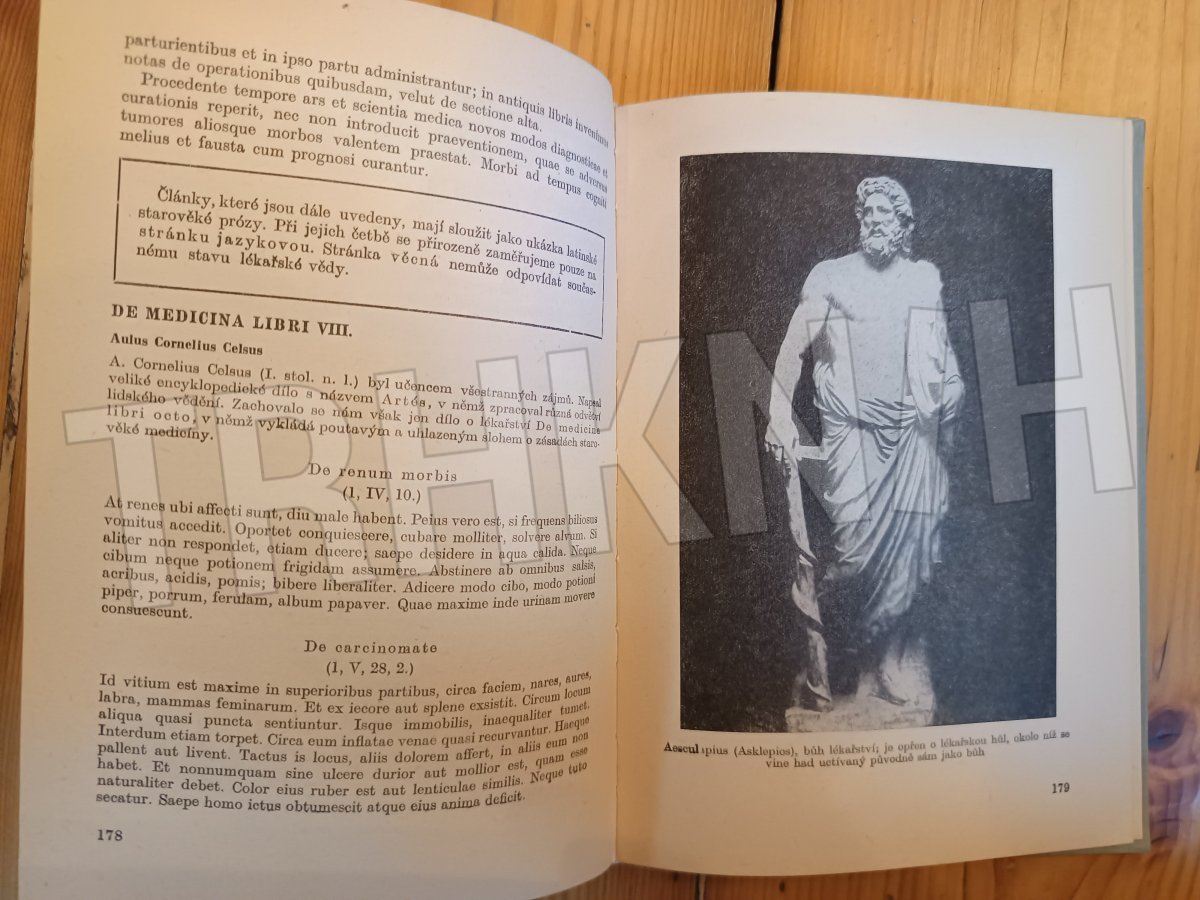 parturientibus et in ipso partu administrantur; in antiquis libris invenimus
notas de operationibus quibusdam, velut de sectione alta.
Procedente tempore ars et scientia medica novos modos diagnosticae et
curationis reperit, nec non introducit praeventionem, quae se adversus
tumores aliosque morbos valentem praestat. Morbi ad tempus cogniti
melius et fausta cum prognosi curantur.
Články, které jsou dále uvedeny, mají sloužit jako ukázka latinské
starověké prózy. Při jejich četbě se přirozeně zaměřujeme pouze na
stránku jazykovou. Stránka věcná nemůže odpovídat součas-
nému stavu lékařské vědy.
DE MEDICINA LIBRI VIII.
Aulus Cornelius Celsus
A. Cornelius Celsus (I. stol. n. l.) byl učencem všestranných zájmů. Napsal
veliké encyklopedické dílo s názvem Artés, v němž zpracoval různá odvětví
lidského vědění. Zachovalo se nám však jen dílo o lékařství De medicine
libri octo, v němž vykládá poutavým a uhlazeným slohem o zásadách staro-
věké medicíny.
De renum morbis
(1, IV, 10.)
At renes ubi affecti sunt, diu male habent. Peius vero est, si frequens biliosus
vomitus accedit. Oportet conquiescere, cubare molliter, solvere alvum. Si
aliter non respondet, etiam ducere; saepe desidere in aqua calida. Neque
cibum neque potionem frigidam assumere. Abstinere ab omnibus salsis,
acribus, acidis, pomis; bibere liberaliter. Adicere modo cibo, modo potioni
piper, porrum, ferulam, album papaver. Quae maxime inde urinam movere
consuescunt.
De carcinomate
(1, V, 28, 2.)
Id vitium est maxime in superioribus partibus, circa faciem, nares, aures,
labra, mammas feminarum. Et ex iecore aut splene exsistit. Circum locum
aliqua quasi puncta sentiuntur. Isque immobilis, inaequaliter tumet.
Interdum etiam torpet. Circa eum inflatae venae quasi recurvantur. Haeque
pallent aut livent. Tactus is locus, aliis dolorem affert, in aliis eum non
habet. Et nonnumquam sine ulcere durior aut mollior est, quam esse
naturaliter debet. Color eius ruber est aut lenticulae similis. Neque tuto
secatur. Saepe homo ictus obtumescit atque eius anima deficit.
178
Aesculapius (Asklepios), bůh lékařství; je opřen o lékařskou hůl, okolo níž se
vine had uctívaný původně sám jako bůh
179
TRHKNIH